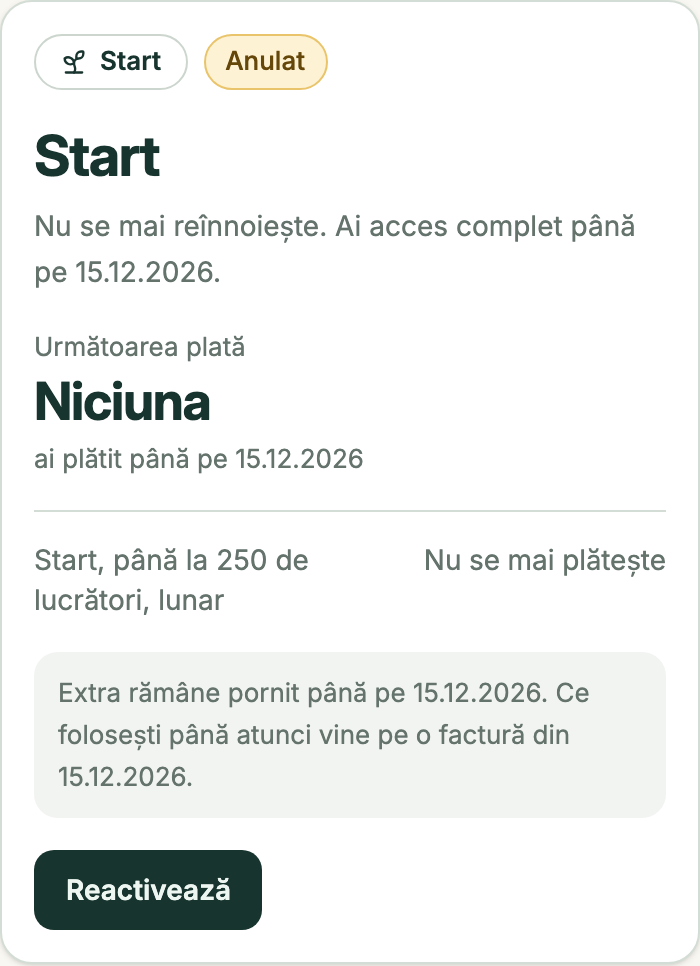 Start
Anulat
Start
Nu se mai reînnoiește. Ai acces complet până
pe 15.12.2026.
Următoarea plată
Niciuna
ai plătit până pe 15.12.2026
Start, până la 250 de
lucrători, lunar
Nu se mai plătește
Extra rămâne pornit până pe 15.12.2026. Ce
folosești până atunci vine pe o factură din
15.12.2026.
Reactivează